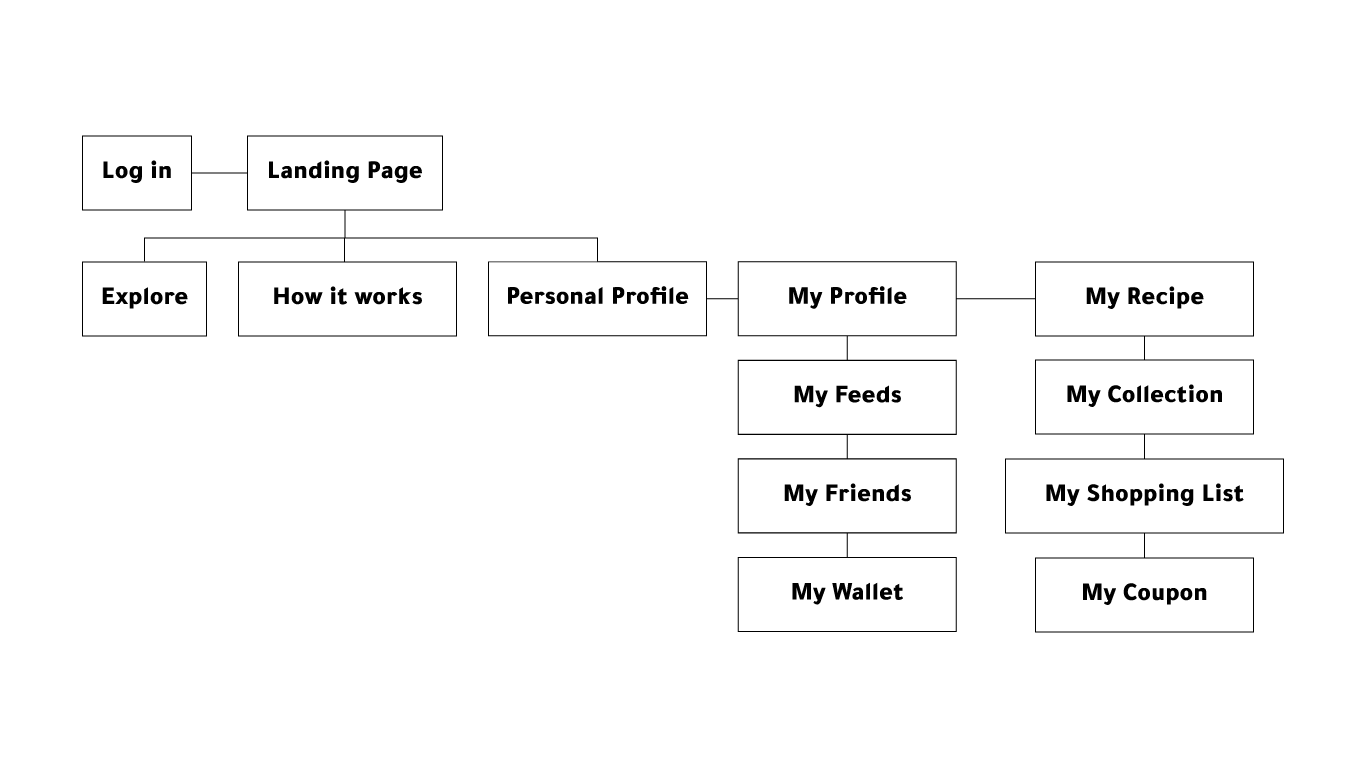 Log in
Landing Page
Explore
How it works
Personal Profile
My Profile
My Recipe
My Feeds
My Collection
My Friends
My Shopping List
My Wallet
My Coupon